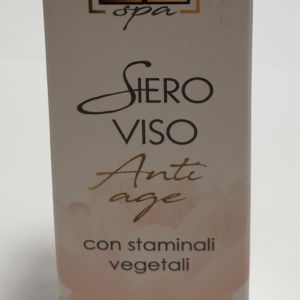 spa
SIERO
VISO
Anti
age
con staminali
vegetali